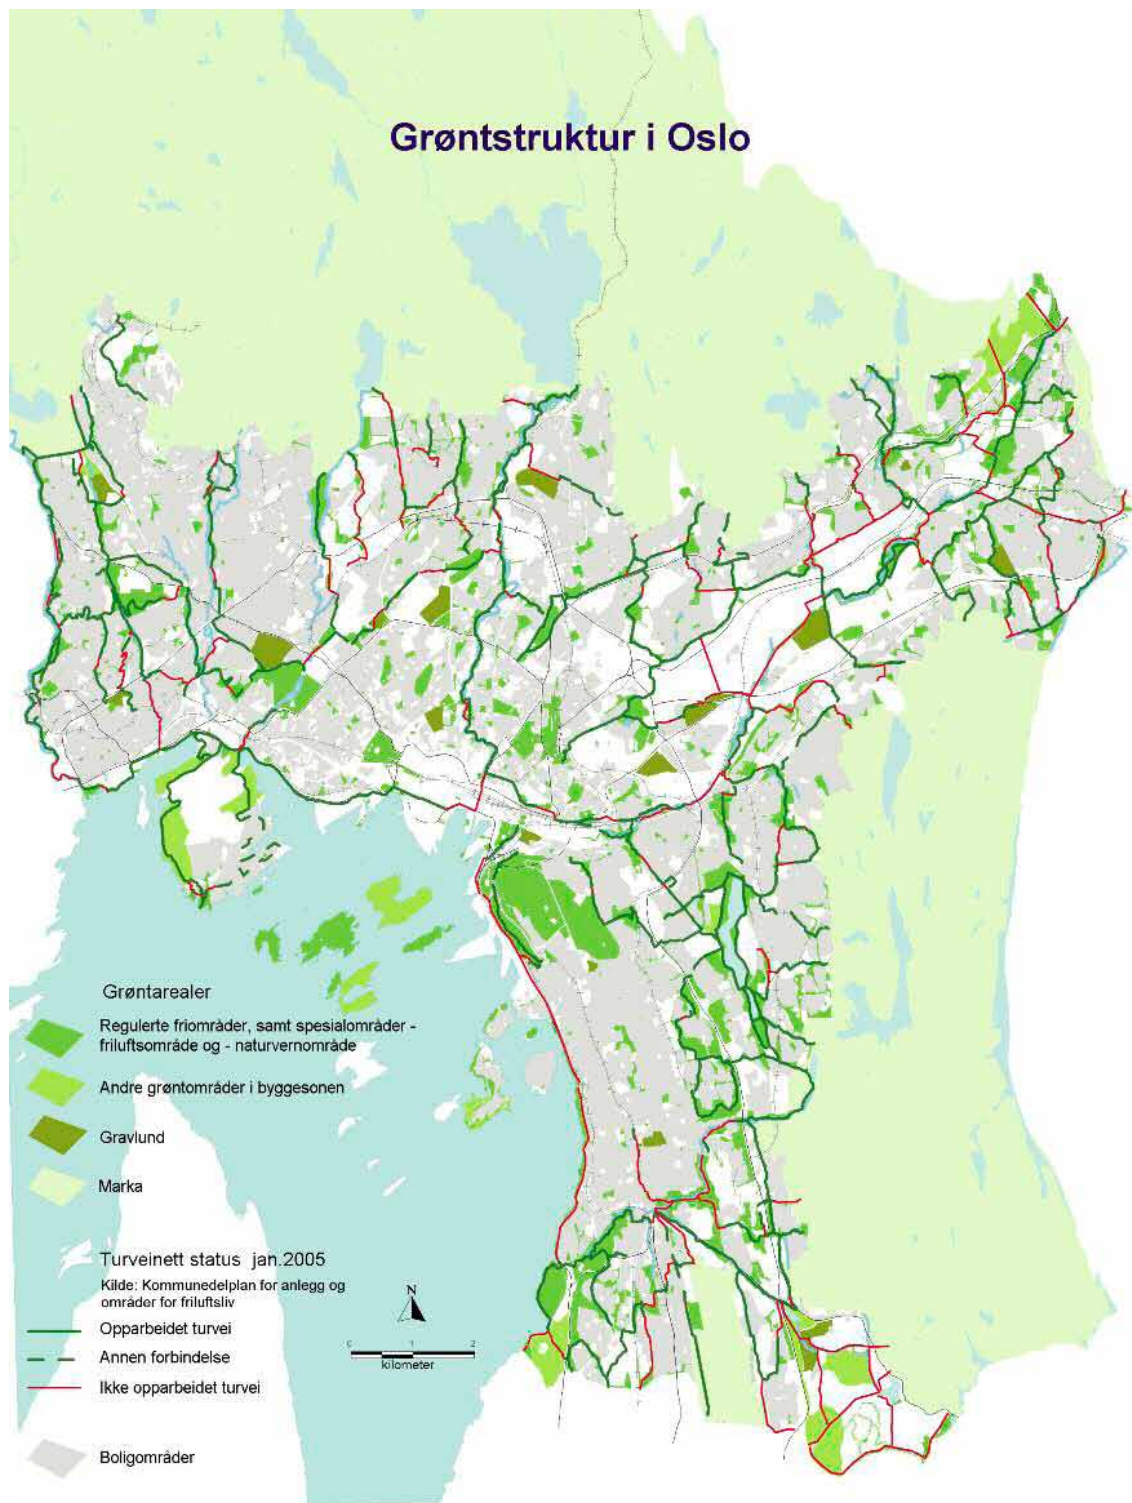 Grøntstruktur i Oslo
Grøntarealer
Regulerte friområder, samt spesialområder -
friluftsområde og - naturvernområde
Andre grøntområder i byggesonen
Gravlund
Marka
Turveinett status jan.2005
Kilde: Kommunedelplan for anlegg og
områder for friluftsliv
Opparbeidet turvei
Annen forbindelse
Ikke opparbeidet turvei
Boligområder
N
0 1 2
kilometer